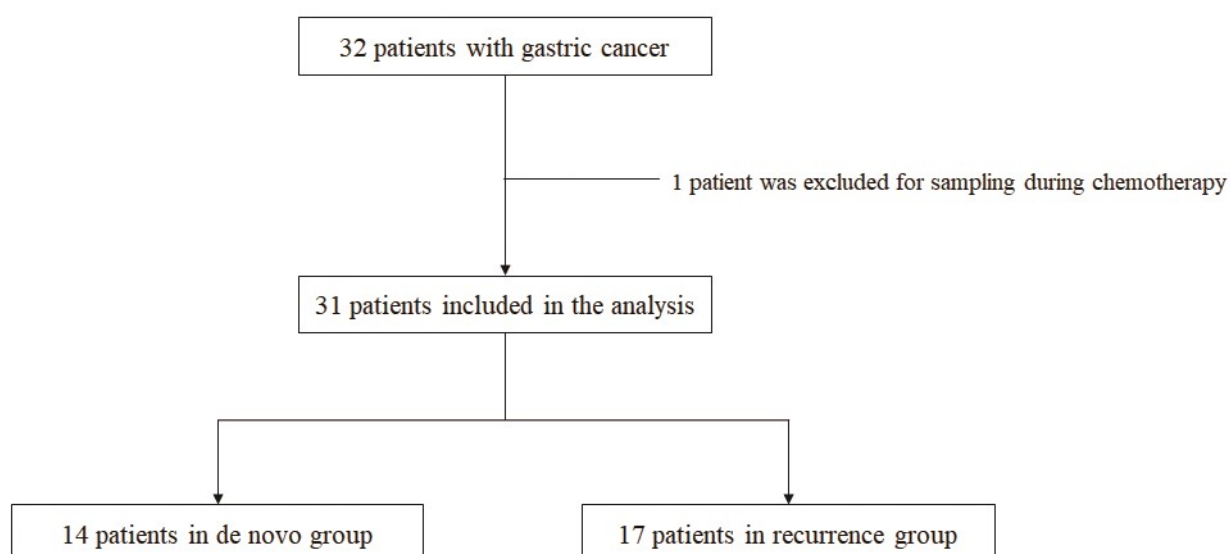 32 patients with gastric cancer
1 patient was excluded for sampling during chemotherapy
31 patients included in the analysis
14 patients in de novo group
17 patients in recurrence group